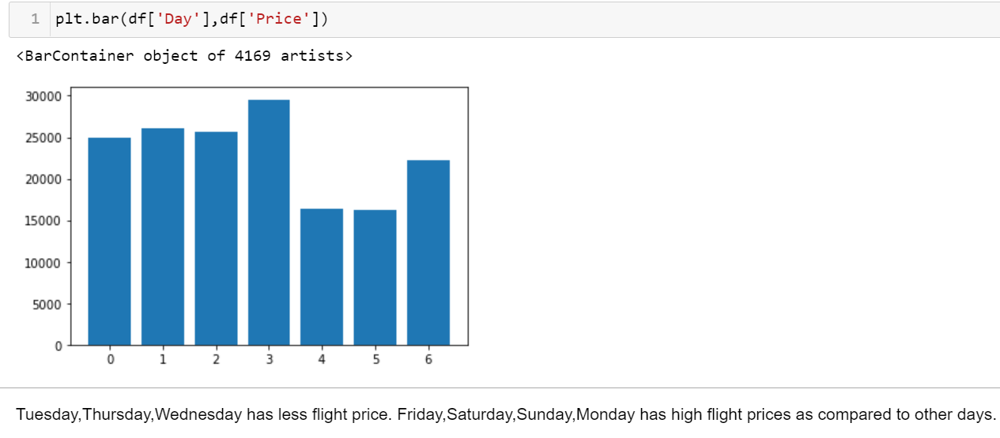 1 plt.bar(df['Day'],df['Price'])
<BarContainer object of 4169 artists>
30000
25000
20000
15000
10000
5000
0
0 1 2 3 4 5 6
Tuesday,Thursday,Wednesday has less flight price. Friday,Saturday,Sunday,Monday has high flight prices as compared to other days.